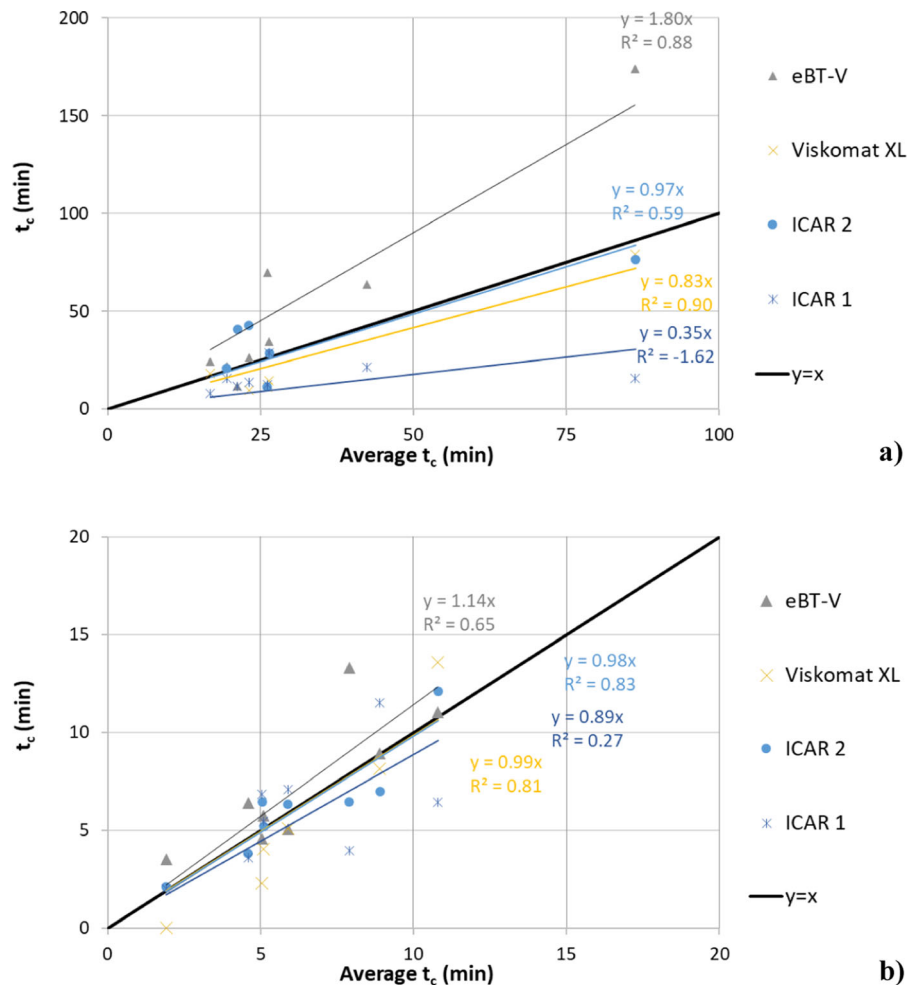 200
150
100
50
0
t_c (min)
0
25
50
75
100
Average t_c (min)
y = 1.80x
R² = 0.88
y = 0.97x
R² = 0.59
y = 0.83x
R² = 0.90
y = 0.35x
R² = -1.62
eBT-V
Viskomat XL
ICAR 2
ICAR 1
y=x
a)
20
15
10
5
0
t_c (min)
0
5
10
15
20
Average t_c (min)
y = 1.14x
R² = 0.65
y = 0.98x
R² = 0.83
y = 0.89x
R² = 0.27
y = 0.99x
R² = 0.81
eBT-V
Viskomat XL
ICAR 2
ICAR 1
y=x
b)